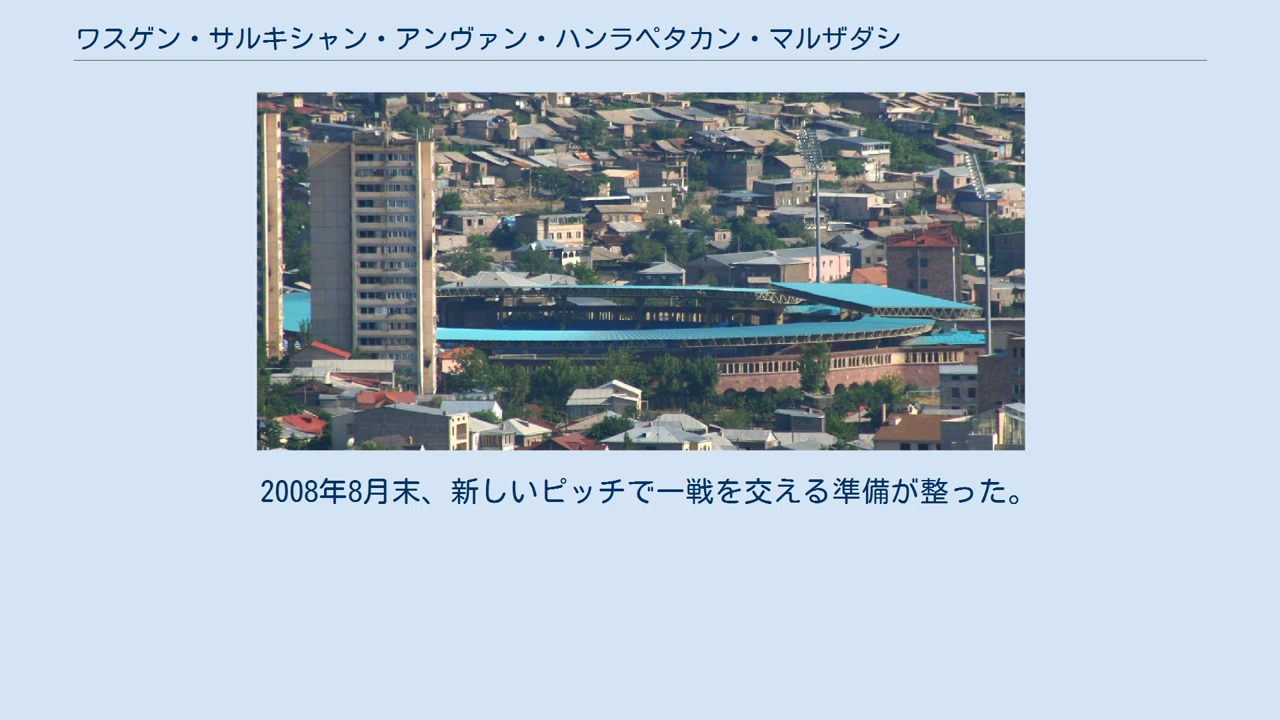 ワスゲン・サルキシャン・アンヴァン・ハンラペタカン・マルザダシ
2008年8月末、新しいピッチで一戦を交える準備が整った。